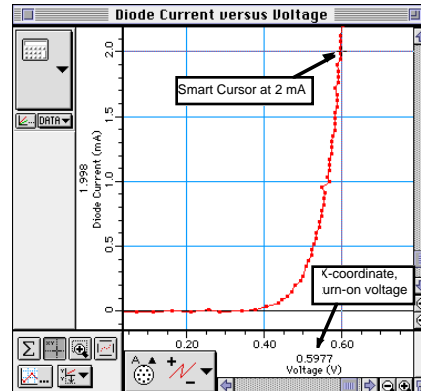 Diode Current versus Voltage
DATA
Smart Cursor at 2 mA
2.0
1.5
1.0
0.5
0
1.998
Diode Current (mA)
X-coordinate,
urn-on voltage
0.20
0.40
0.60
0.5977
Voltage (V)
Σ
A